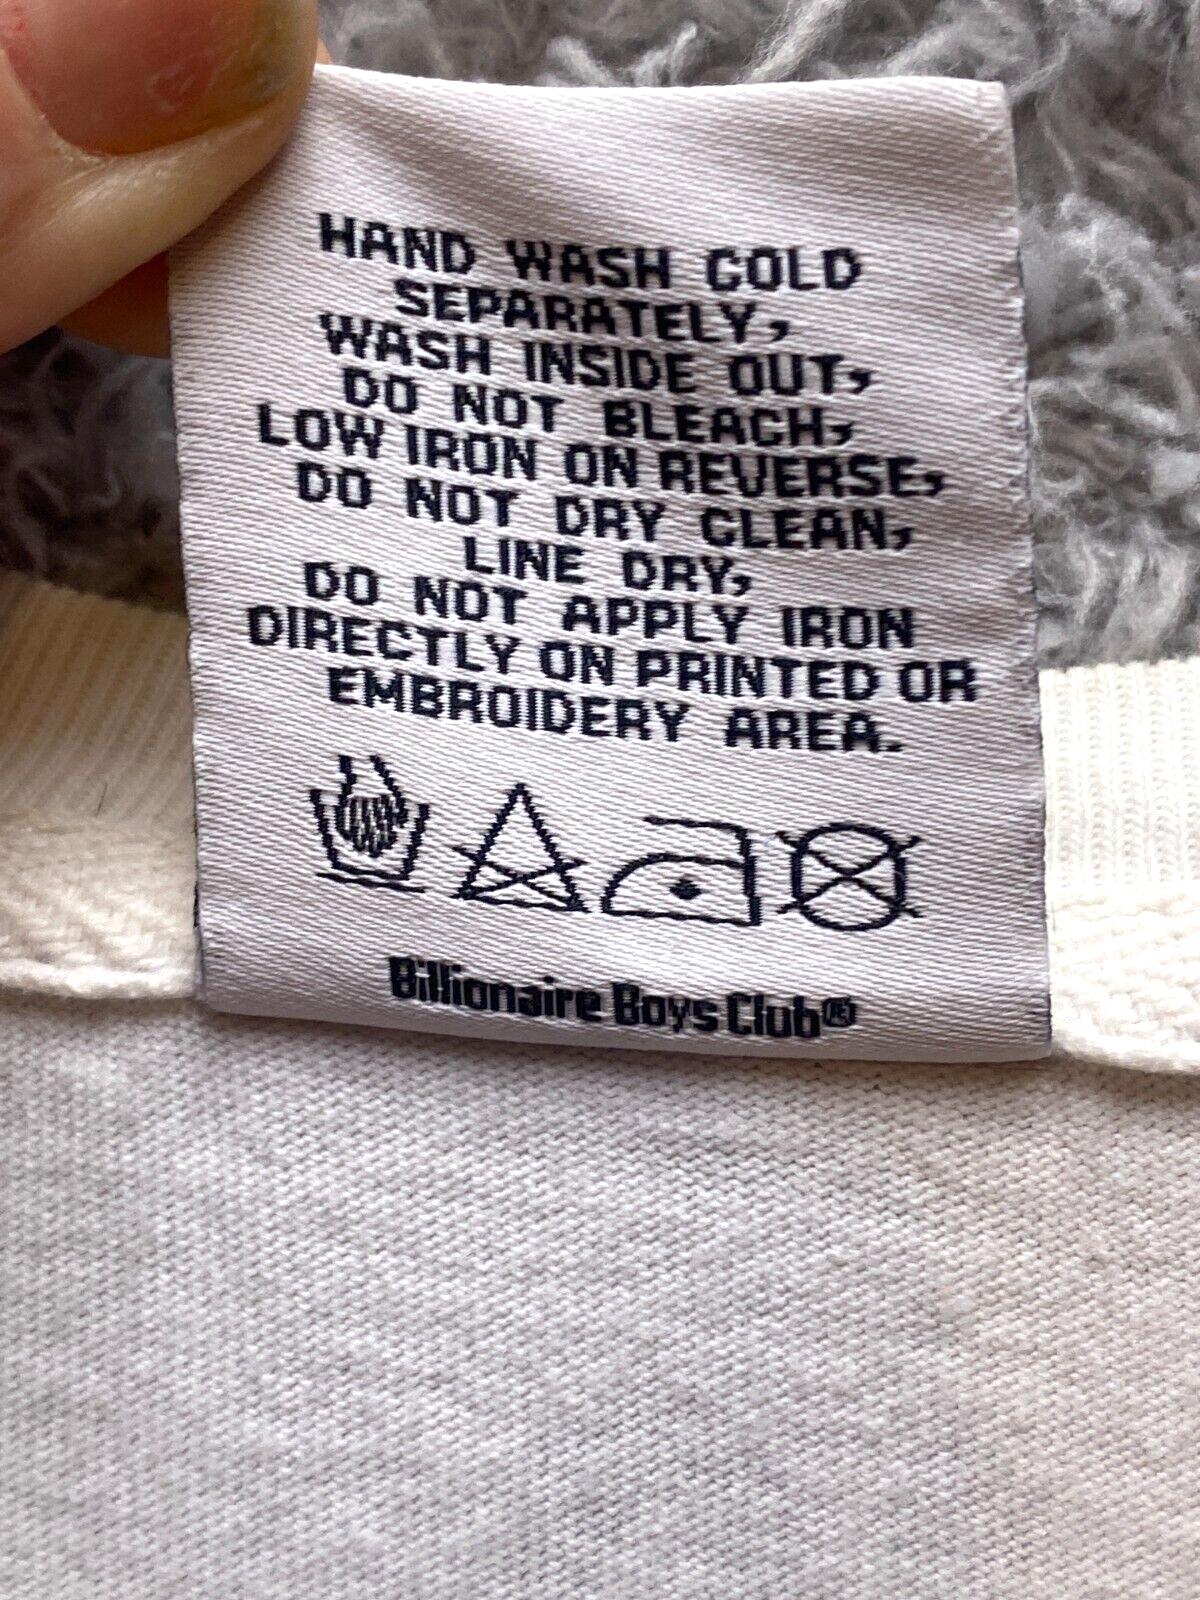 HAND WASH COLD
SEPARATELY,
WASH INSIDE OUT,
DO NOT BLEACH,
LOW IRON ON REVERSE,
DO NOT DRY CLEAN,
LINE DRY,
DO NOT APPLY IRON
DIRECTLY ON PRINTED OR
EMBROIDERY AREA.
Billionaire Boys Club®